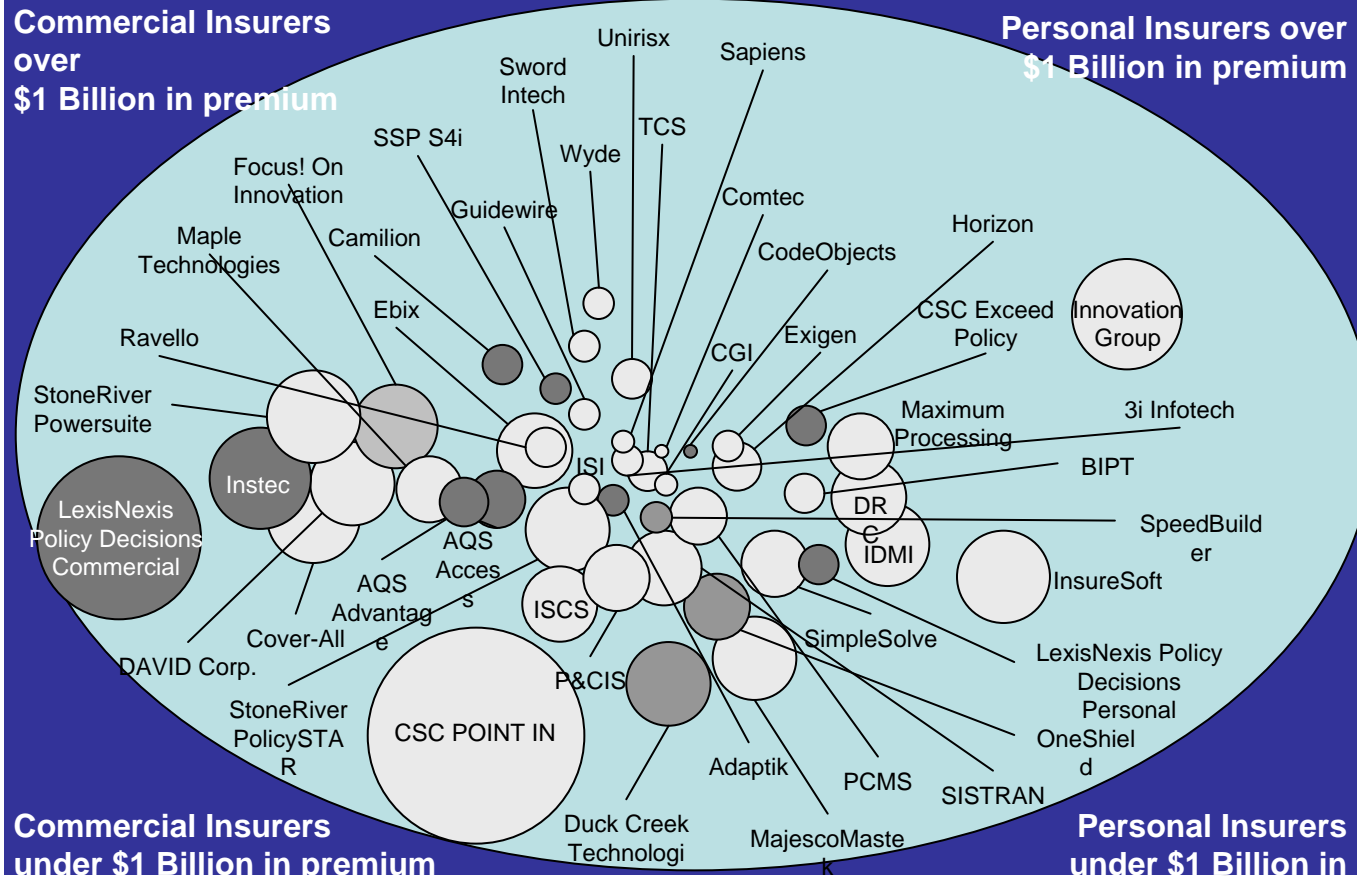 Commercial Insurers
over
$1 Billion in premium
Personal Insurers over
$1 Billion in premium
Unirisx
Sapiens
Sword
Intech
TCS
SSP S4i
Wyde
Focus! On
Innovation
Comtec
Guidewire
Horizon
Maple
Technologies
Camilion
CodeObjects
Ebix
CSC Exceed
Policy
Innovation
Group
Ravello
CGI
Exigen
StoneRiver
Powersuite
Maximum
Processing
3i Infotech
ISI
BIPT
Instec
DR
C
LexisNexis
Policy Decisions
Commercial
SpeedBuild
er
AQS
Acces
s
IDMI
AQS
Advantag
e
InsureSoft
ISCS
Cover-All
SimpleSolve
DAVID Corp.
LexisNexis Policy
Decisions
Personal
P&CIS
StoneRiver
PolicySTA
R
CSC POINT IN
OneShiel
d
Adaptik
PCMS
SISTRAN
Duck Creek
Technologi
MajescoMaste
k
Commercial Insurers
under $1 Billion in premium
Personal Insurers
under $1 Billion in